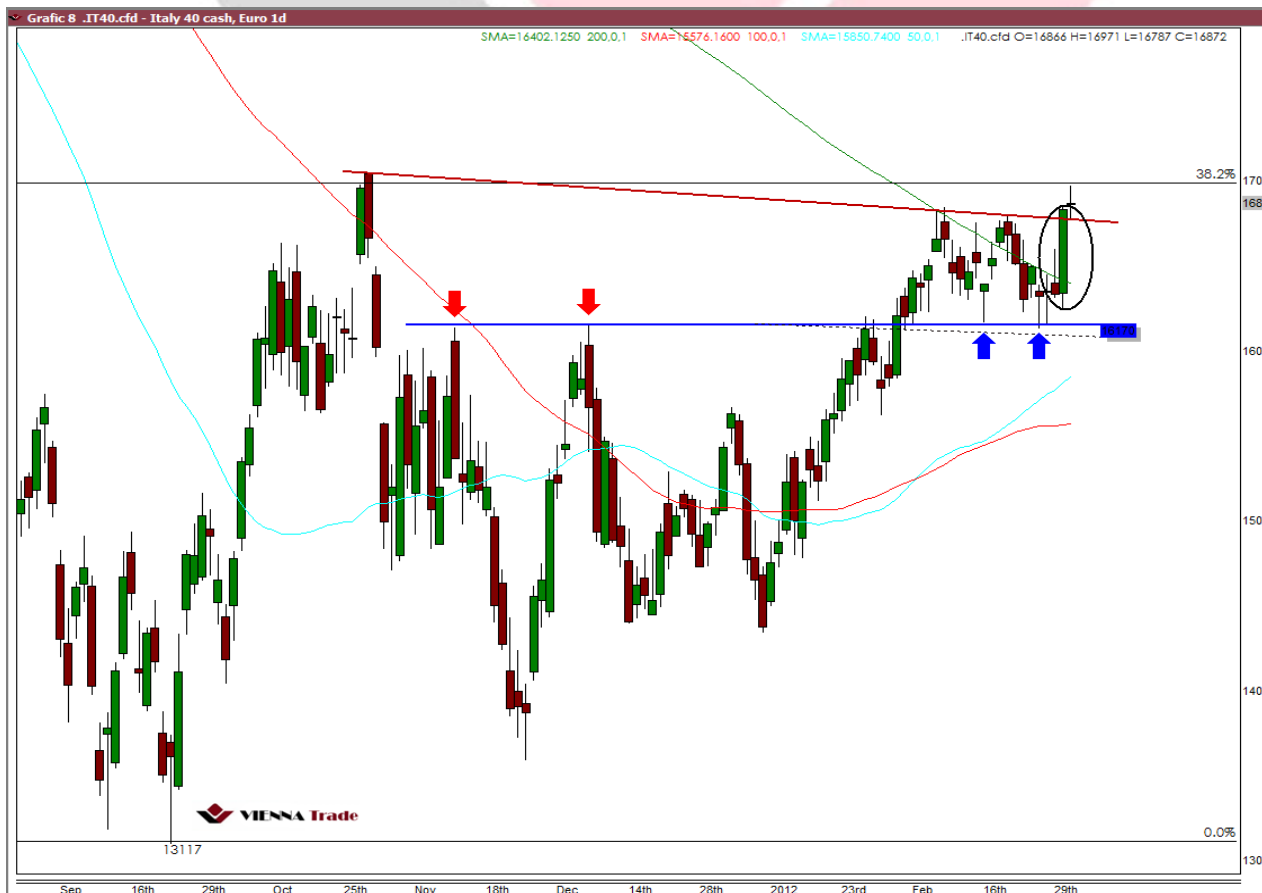 Grafic 8 .IT40.cfd - Italy 40 cash, Euro 1d
SMA=16402.1250 200,0,1 SMA=15576.1600 100,0,1 SMA=15850.7400 50,0,1 .IT40.cfd O=16866 H=16971 L=16787 C=16872
38.2%
170
168
16170
160
150
140
VIENNA Trade
0.0%
13117
130
Sep 16th 29th Oct 25th Nov 18th Dec 14th 28th 2012 23rd Feb 16th 29th